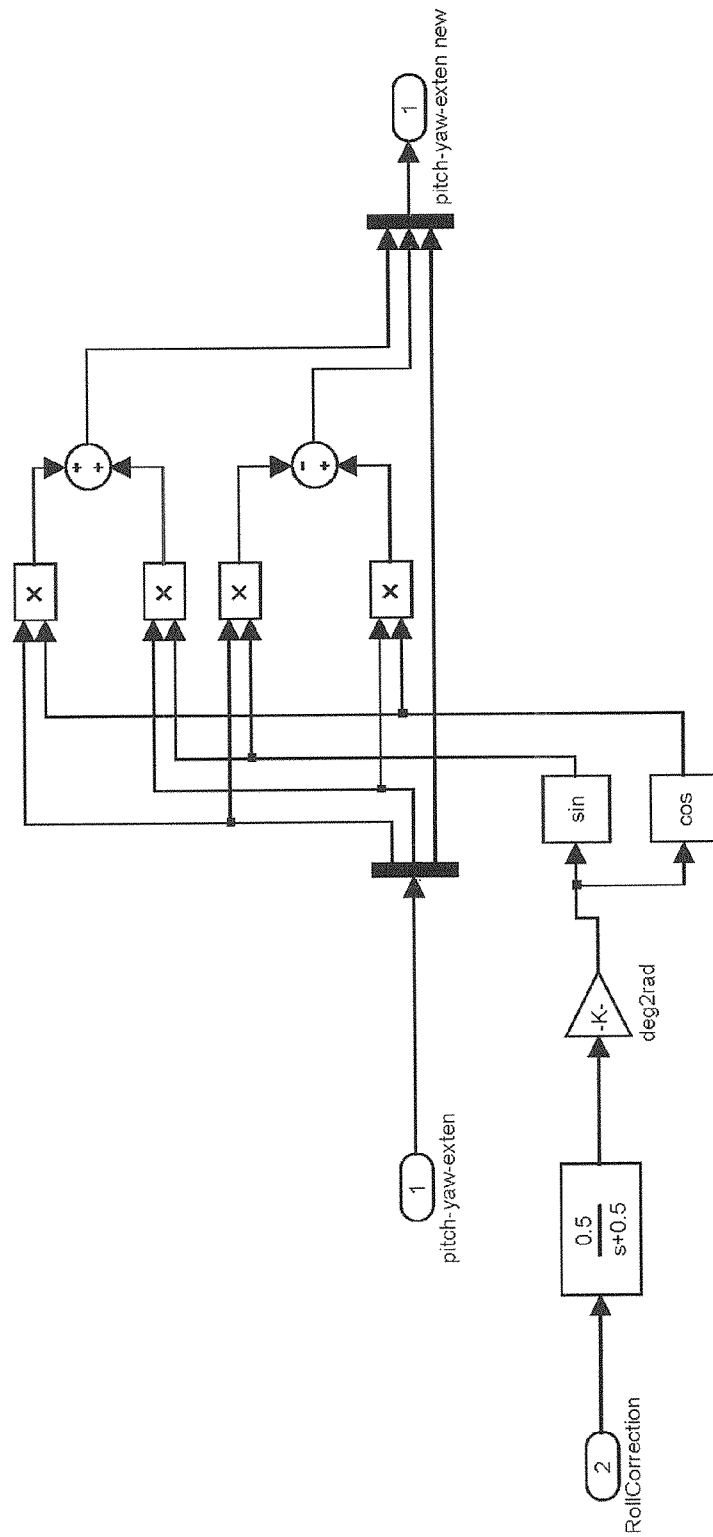 1
pitch-yaw-exten
2
RollCorrection
0.5
s+0.5
-K-
deg2rad
sin
cos
×
×
×
×
+
+
-
+
1
pitch-yaw-exten new